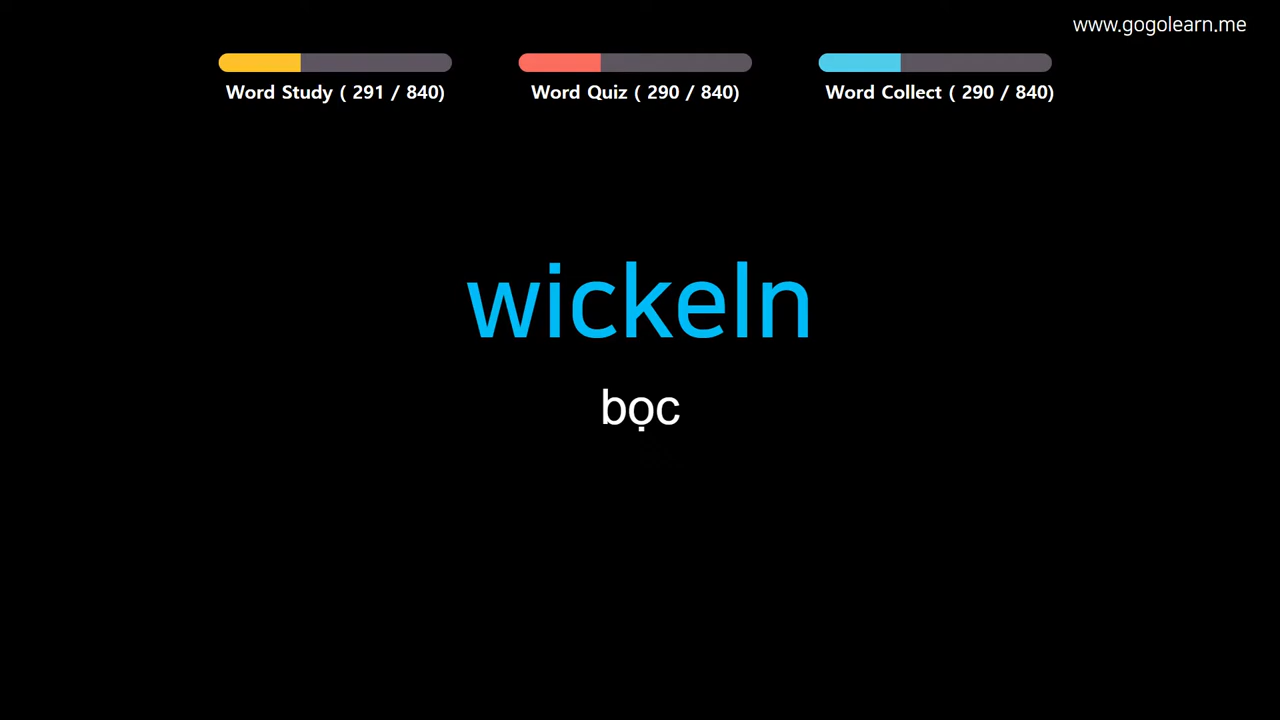 www.gogolearn.me
Word Study ( 291 / 840)
Word Quiz ( 290 / 840)
Word Collect ( 290 / 840)
wickeln
bọc